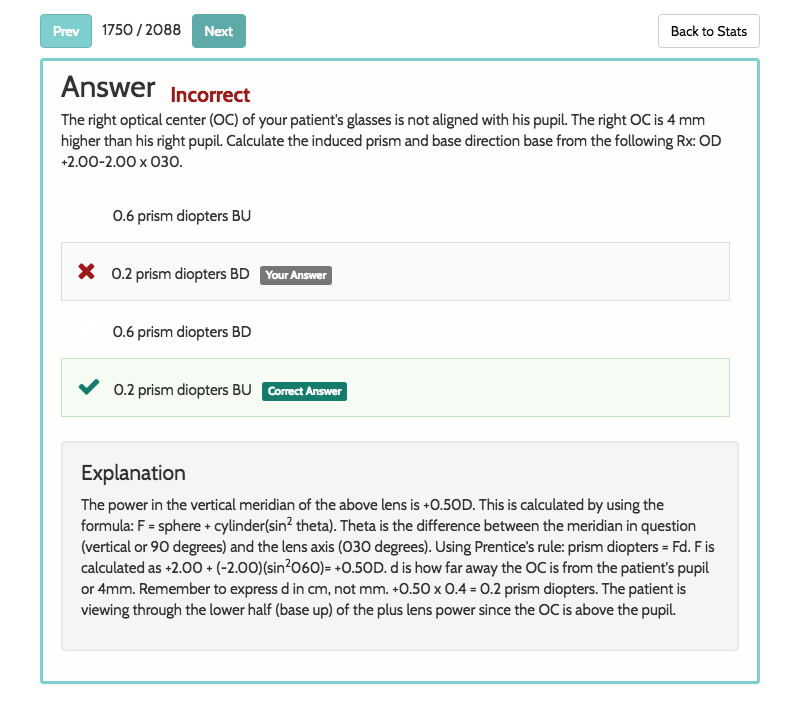 Prev 1750 / 2088 Next Back to Stats
Answer Incorrect
The right optical center (OC) of your patient's glasses is not aligned with his pupil. The right OC is 4 mm
higher than his right pupil. Calculate the induced prism and base direction base from the following Rx: OD
+2.00-2.00 x 030.
0.6 prism diopters BU
0.2 prism diopters BD Your Answer
0.6 prism diopters BD
0.2 prism diopters BU Correct Answer
Explanation
The power in the vertical meridian of the above lens is +0.50D. This is calculated by using the
formula: F = sphere + cylinder(sin² theta). Theta is the difference between the meridian in question
(vertical or 90 degrees) and the lens axis (030 degrees). Using Prentice's rule: prism diopters = Fd. F is
calculated as +2.00 + (-2.00)(sin²060)= +0.50D. d is how far away the OC is from the patient's pupil
or 4mm. Remember to express d in cm, not mm. +0.50 x 0.4 = 0.2 prism diopters. The patient is
viewing through the lower half (base up) of the plus lens power since the OC is above the pupil.